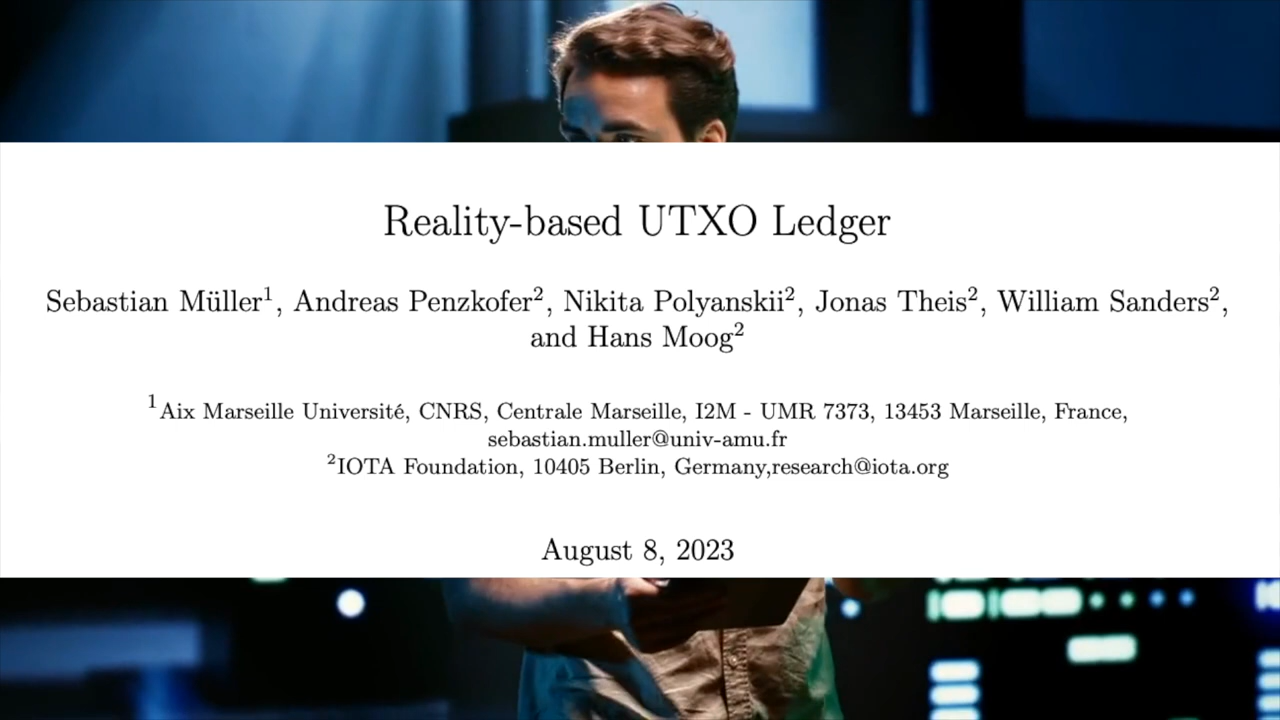 Reality-based UTXO Ledger
Sebastian Müller¹, Andreas Penzkofer², Nikita Polyanskii², Jonas Theis², William Sanders²,
and Hans Moog²
¹Aix Marseille Université, CNRS, Centrale Marseille, I2M - UMR 7373, 13453 Marseille, France,
sebastian.muller@univ-amu.fr
²IOTA Foundation, 10405 Berlin, Germany,research@iota.org
August 8, 2023